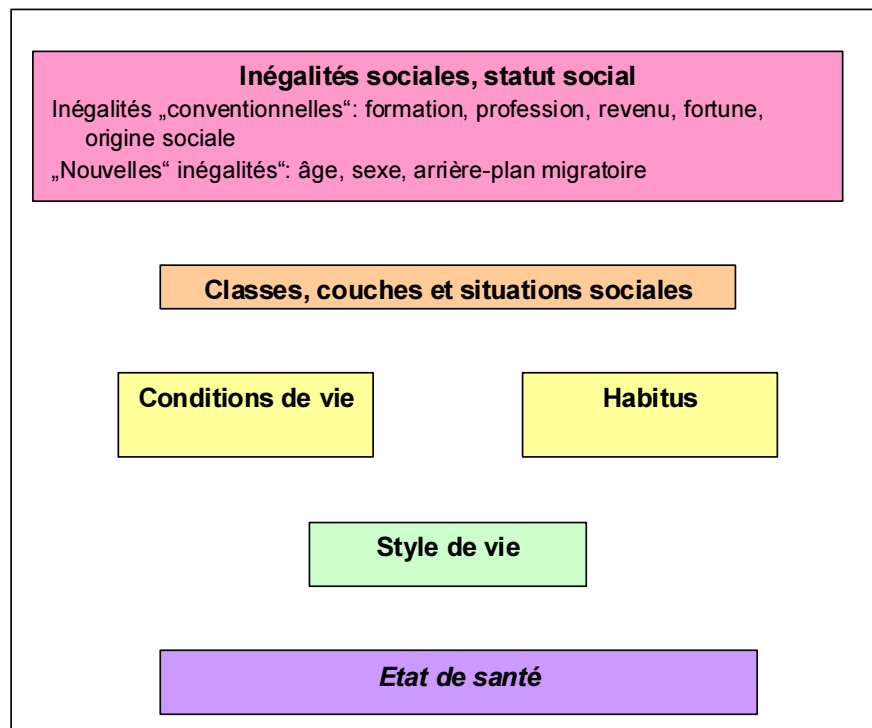 Inégalités sociales, statut social
Inégalités „conventionnelles“: formation, profession, revenu, fortune,
origine sociale
„Nouvelles“ inégalités“: âge, sexe, arrière-plan migratoire
Classes, couches et situations sociales
Conditions de vie
Habitus
Style de vie
Etat de santé